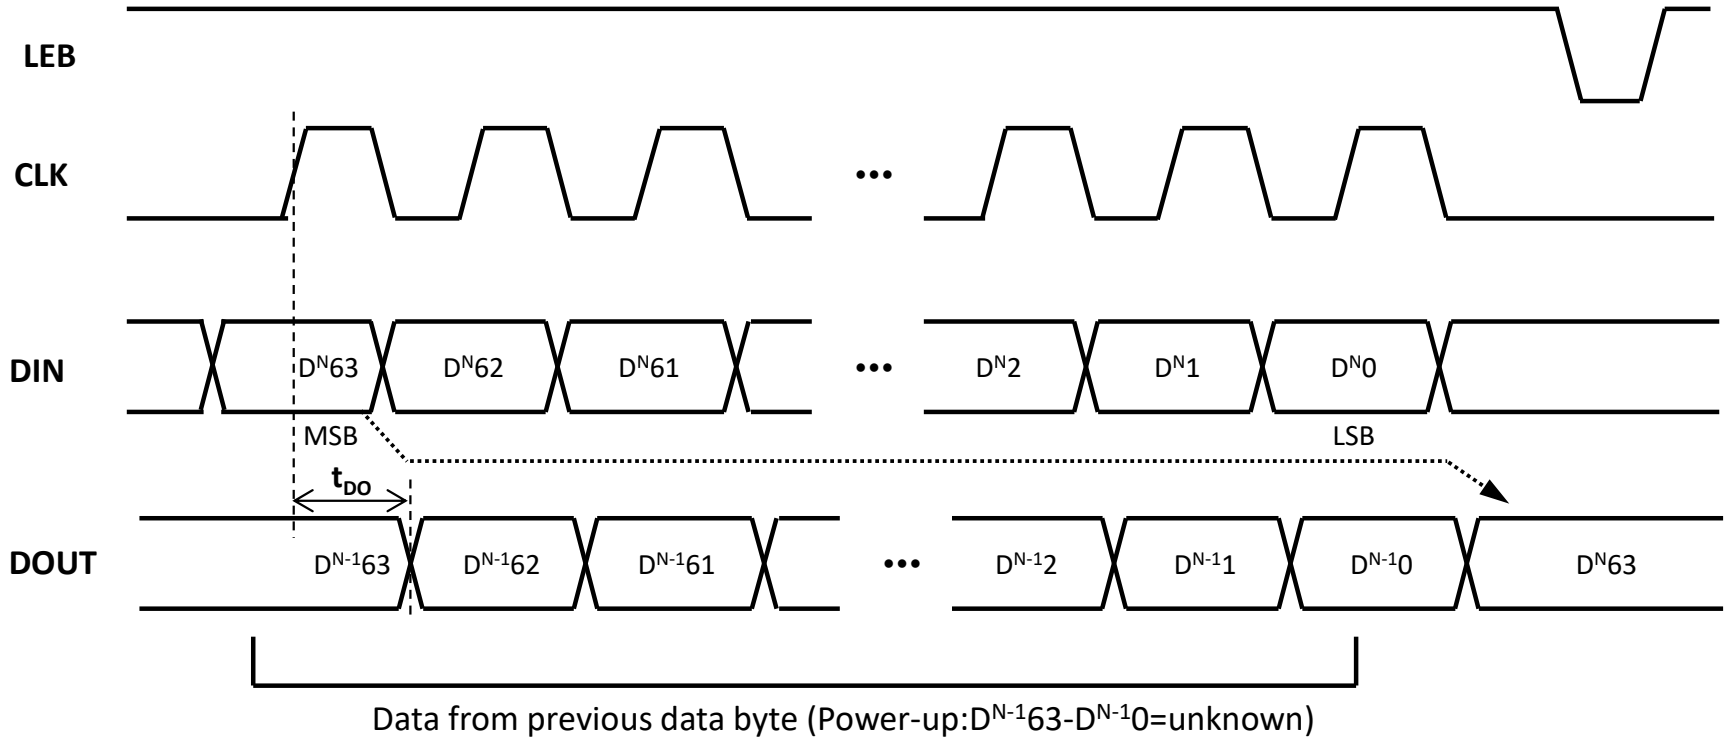 LEB
CLK
•••
DIN
D^N63 D^N62 D^N61 ••• D^N2 D^N1 D^N0
MSB LSB
t_DO
DOUT
D^N-163 D^N-162 D^N-161 ••• D^N-12 D^N-11 D^N-10 D^N63
Data from previous data byte (Power-up:D^N-163-D^N-10=unknown)